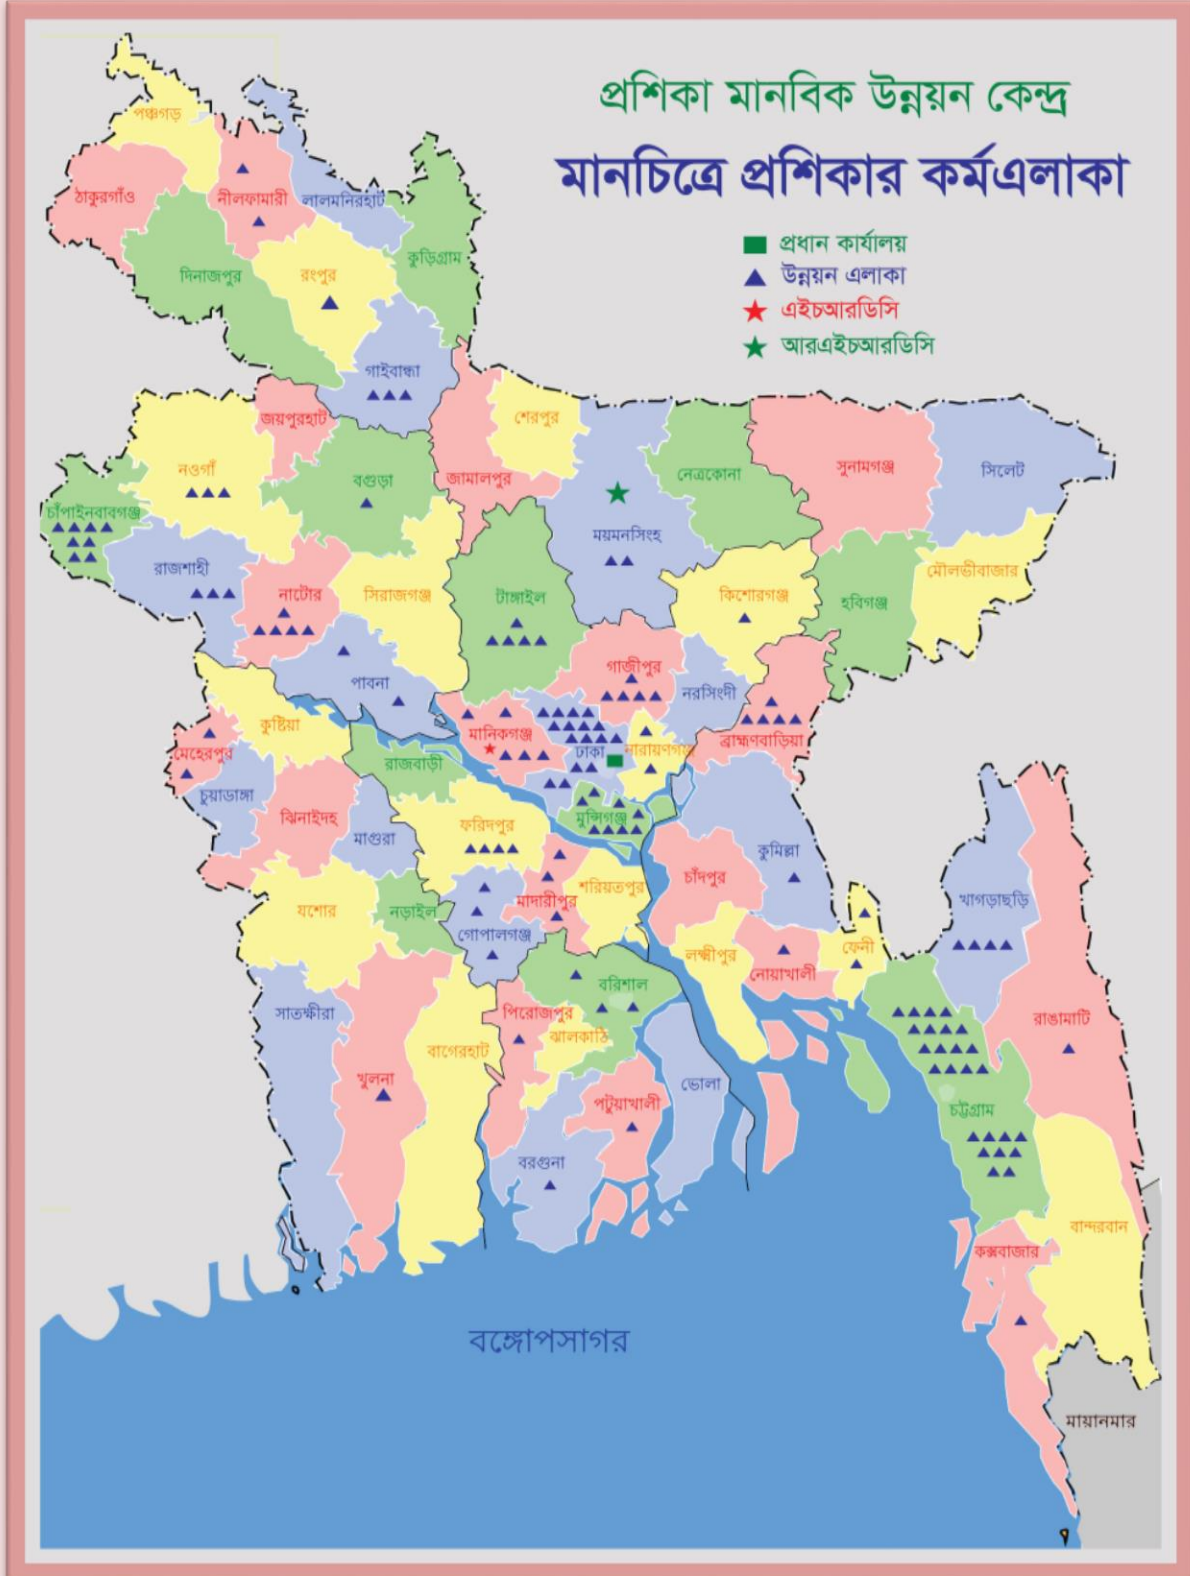 প্রশিকা মানবিক উন্নয়ন কেন্দ্র
মানচিত্রে প্রশিকার কর্মএলাকা
প্রধান কার্যালয়
উন্নয়ন এলাকা
এইচআরডিসি
আরএইচআরডিসি
পঞ্চগড়
ঠাকুরগাঁও
নীলফামারী
লালমনিরহাট
দিনাজপুর
রংপুর
কুড়িগ্রাম
গাইবান্ধা
জয়পুরহাট
শেরপুর
নওগাঁ
বগুড়া
জামালপুর
নেত্রকোনা
সুনামগঞ্জ
সিলেট
চাঁপাইনবাবগঞ্জ
ময়মনসিংহ
রাজশাহী
নাটোর
সিরাজগঞ্জ
টাঙ্গাইল
কিশোরগঞ্জ
হবিগঞ্জ
মৌলভীবাজার
পাবনা
গাজীপুর
নরসিংদী
কুষ্টিয়া
মানিকগঞ্জ
ঢাকা
নারায়ণগঞ্জ
ব্রাহ্মণবাড়িয়া
মেহেরপুর
রাজবাড়ী
চুয়াডাঙ্গা
ঝিনাইদহ
মাগুরা
ফরিদপুর
মুন্সিগঞ্জ
কুমিল্লা
চাঁদপুর
যশোর
নড়াইল
গোপালগঞ্জ
মাদারীপুর
শরিয়তপুর
খাগড়াছড়ি
লক্ষ্মীপুর
নোয়াখালী
ফেনী
সাতক্ষীরা
পিরোজপুর
বরিশাল
ঝালকাঠি
রাঙামাটি
বাগেরহাট
খুলনা
পটুয়াখালী
ভোলা
চট্টগ্রাম
বরগুনা
বান্দরবান
কক্সবাজার
বঙ্গোপসাগর
মায়ানমার